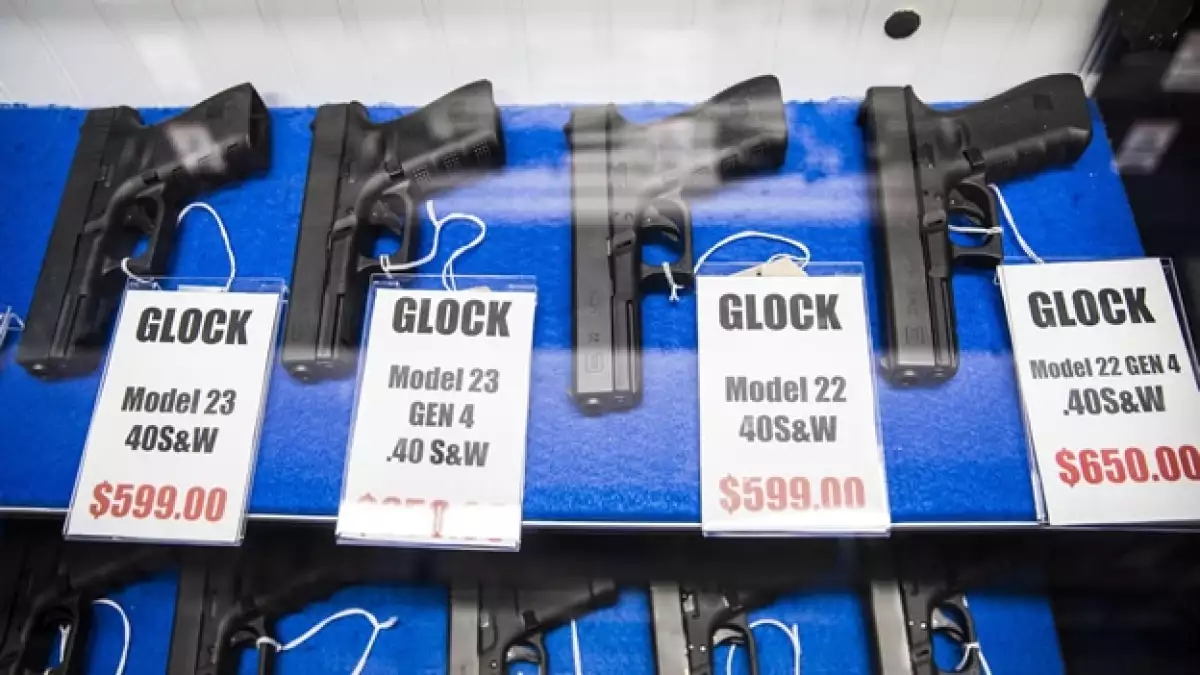 GLOCK
Model 23
40S&W
$599.00
GLOCK
Model 23
GEN 4
.40 S&W
GLOCK
Model 22
40S&W
$599.00
GLOCK
Model 22 GEN 4
.40S&W
$650.00